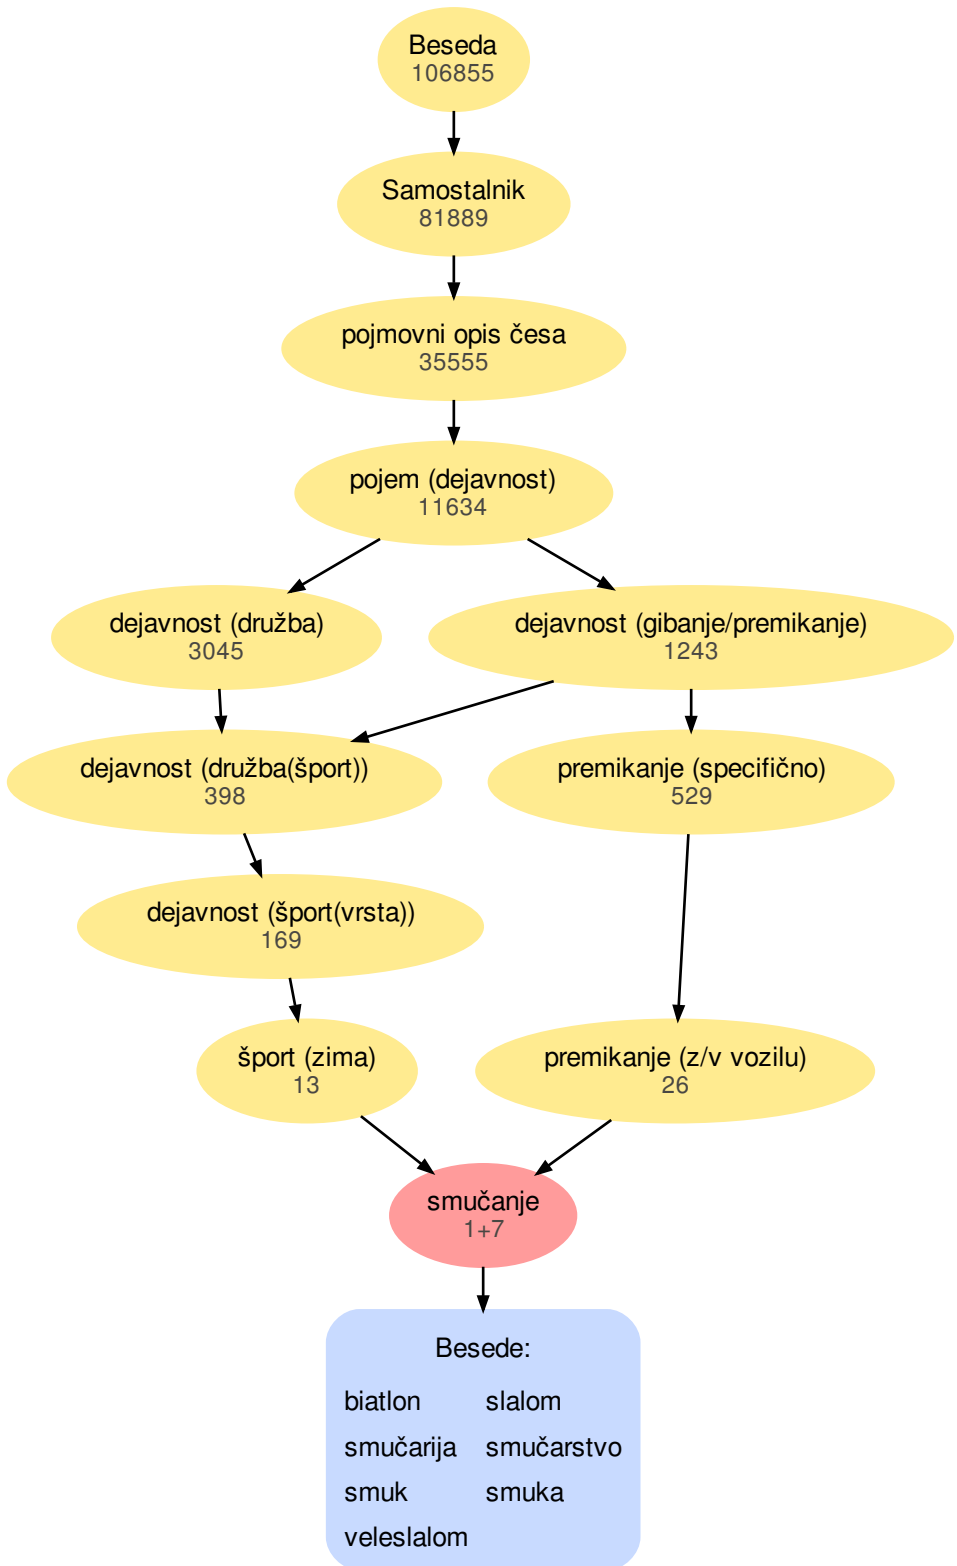 Beseda
106855
Samostalnik
81889
pojmovni opis česa
35555
pojem (dejavnost)
11634
dejavnost (družba)
3045
dejavnost (gibanje/premikanje)
1243
dejavnost (družba(šport))
398
premikanje (specifično)
529
dejavnost (šport(vrsta))
169
šport (zima)
13
premikanje (z/v vozilu)
26
smučanje
1+7
Besede:
biatlon slalom
smučarija smučarstvo
smuk smuka
veleslalom